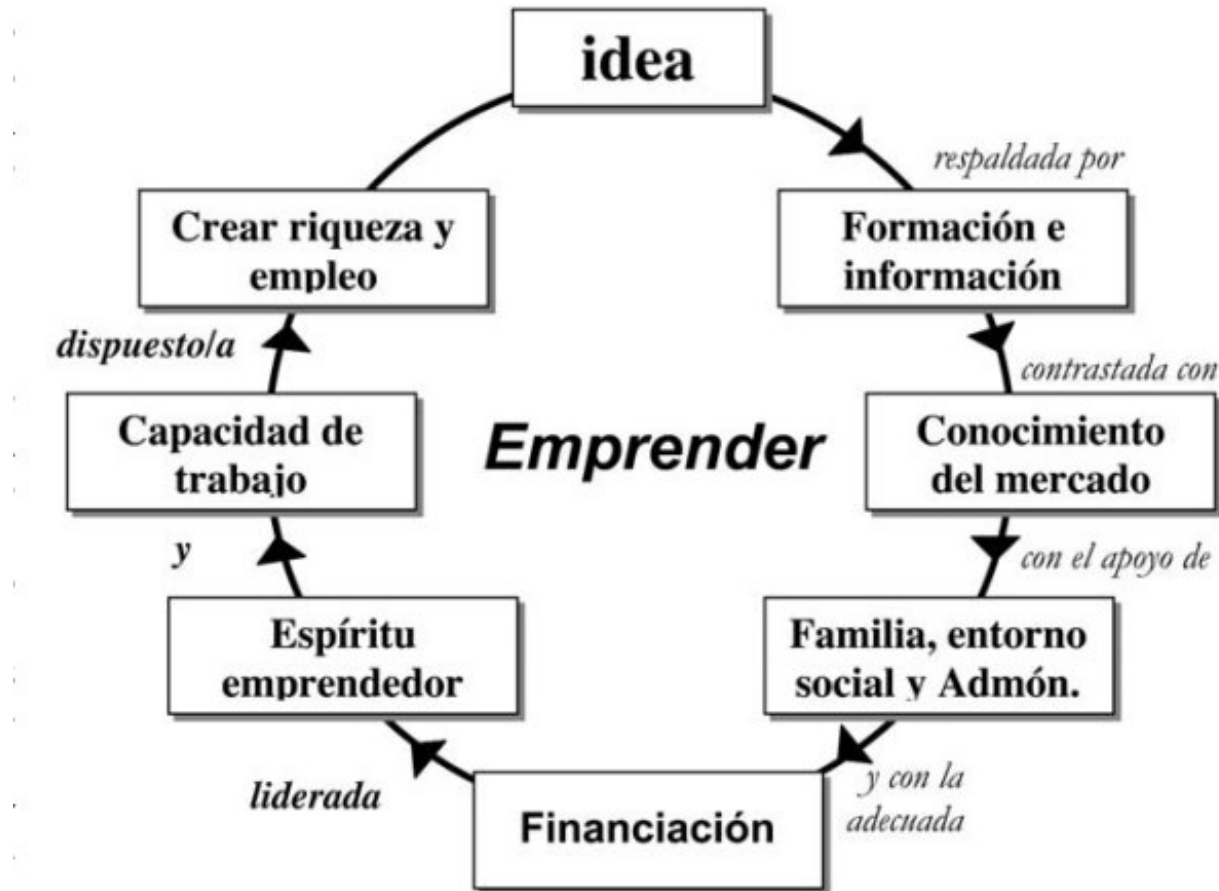 idea
respaldada por
Formación e
información
contrastada con
Conocimiento
del mercado
con el apoyo de
Familia, entorno
social y Admón.
y con la
adecuada
Financiación
liderada
Espíritu
emprendedor
y
Capacidad de
trabajo
dispuesto/a
Crear riqueza y
empleo
Emprender